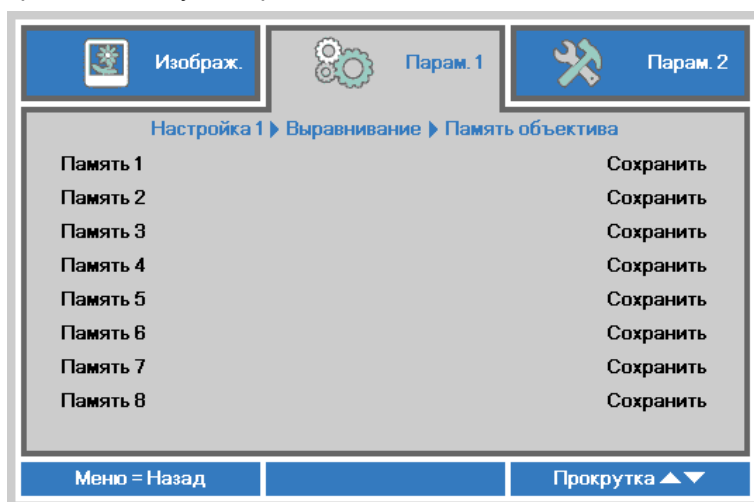 Изображ. Парам. 1 Парам. 2
Настройка 1 ▶ Выравнивание ▶ Память объектива
Память 1 Сохранить
Память 2 Сохранить
Память 3 Сохранить
Память 4 Сохранить
Память 5 Сохранить
Память 6 Сохранить
Память 7 Сохранить
Память 8 Сохранить
Меню = Назад Прокрутка ▲▼